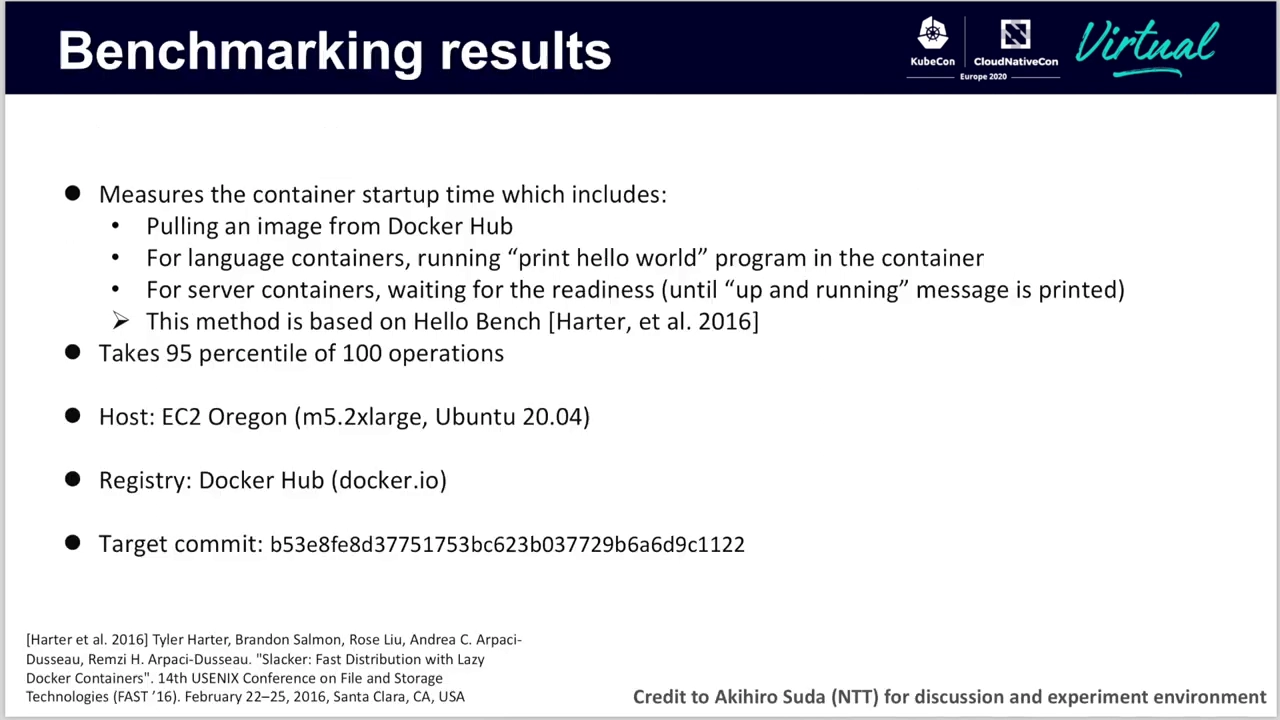 Benchmarking results
KubeCon
CloudNativeCon
Europe 2020
Virtual
● Measures the container startup time which includes:
• Pulling an image from Docker Hub
• For language containers, running “print hello world” program in the container
• For server containers, waiting for the readiness (until “up and running” message is printed)
➢ This method is based on Hello Bench [Harter, et al. 2016]
● Takes 95 percentile of 100 operations
● Host: EC2 Oregon (m5.2xlarge, Ubuntu 20.04)
● Registry: Docker Hub (docker.io)
● Target commit: b53e8fe8d37751753bc623b037729b6a6d9c1122
[Harter et al. 2016] Tyler Harter, Brandon Salmon, Rose Liu, Andrea C. Arpaci-
Dusseau, Remzi H. Arpaci-Dusseau. "Slacker: Fast Distribution with Lazy
Docker Containers". 14th USENIX Conference on File and Storage
Technologies (FAST ’16). February 22–25, 2016, Santa Clara, CA, USA
Credit to Akihiro Suda (NTT) for discussion and experiment environment